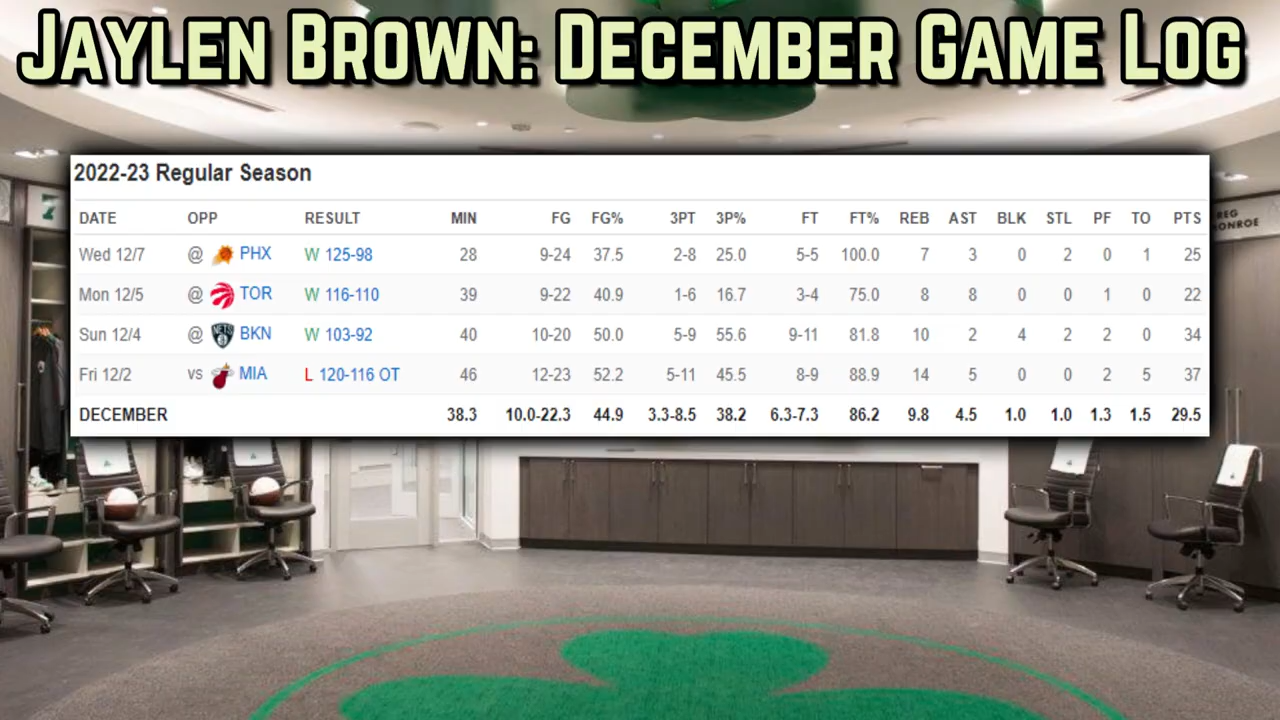 JAYLEN BROWN: DECEMBER GAME LOG
2022-23 Regular Season
DATE OPP RESULT MIN FG FG% 3PT 3P% FT FT% REB AST BLK STL PF TO PTS
Wed 12/7 @ PHX W 125-98 28 9-24 37.5 2-8 25.0 5-5 100.0 7 3 0 2 0 1 25
Mon 12/5 @ TOR W 116-110 39 9-22 40.9 1-6 16.7 3-4 75.0 8 8 0 0 1 0 22
Sun 12/4 @ NETS BKN W 103-92 40 10-20 50.0 5-9 55.6 9-11 81.8 10 2 4 2 2 0 34
Fri 12/2 vs MIA L 120-116 OT 46 12-23 52.2 5-11 45.5 8-9 88.9 14 5 0 0 2 5 37
DECEMBER 38.3 10.0-22.3 44.9 3.3-8.5 38.2 6.3-7.3 86.2 9.8 4.5 1.0 1.0 1.3 1.5 29.5
7